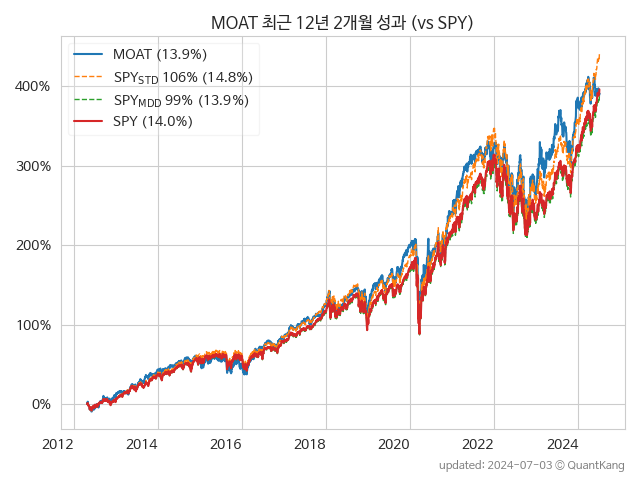 MOAT 최근 12년 2개월 성과 (vs SPY)
MOAT (13.9%)
SPY_STD 106% (14.8%)
SPY_MDD 99% (13.9%)
SPY (14.0%)
400%
300%
200%
100%
0%
2012 2014 2016 2018 2020 2022 2024
updated: 2024-07-03 © QuantKang